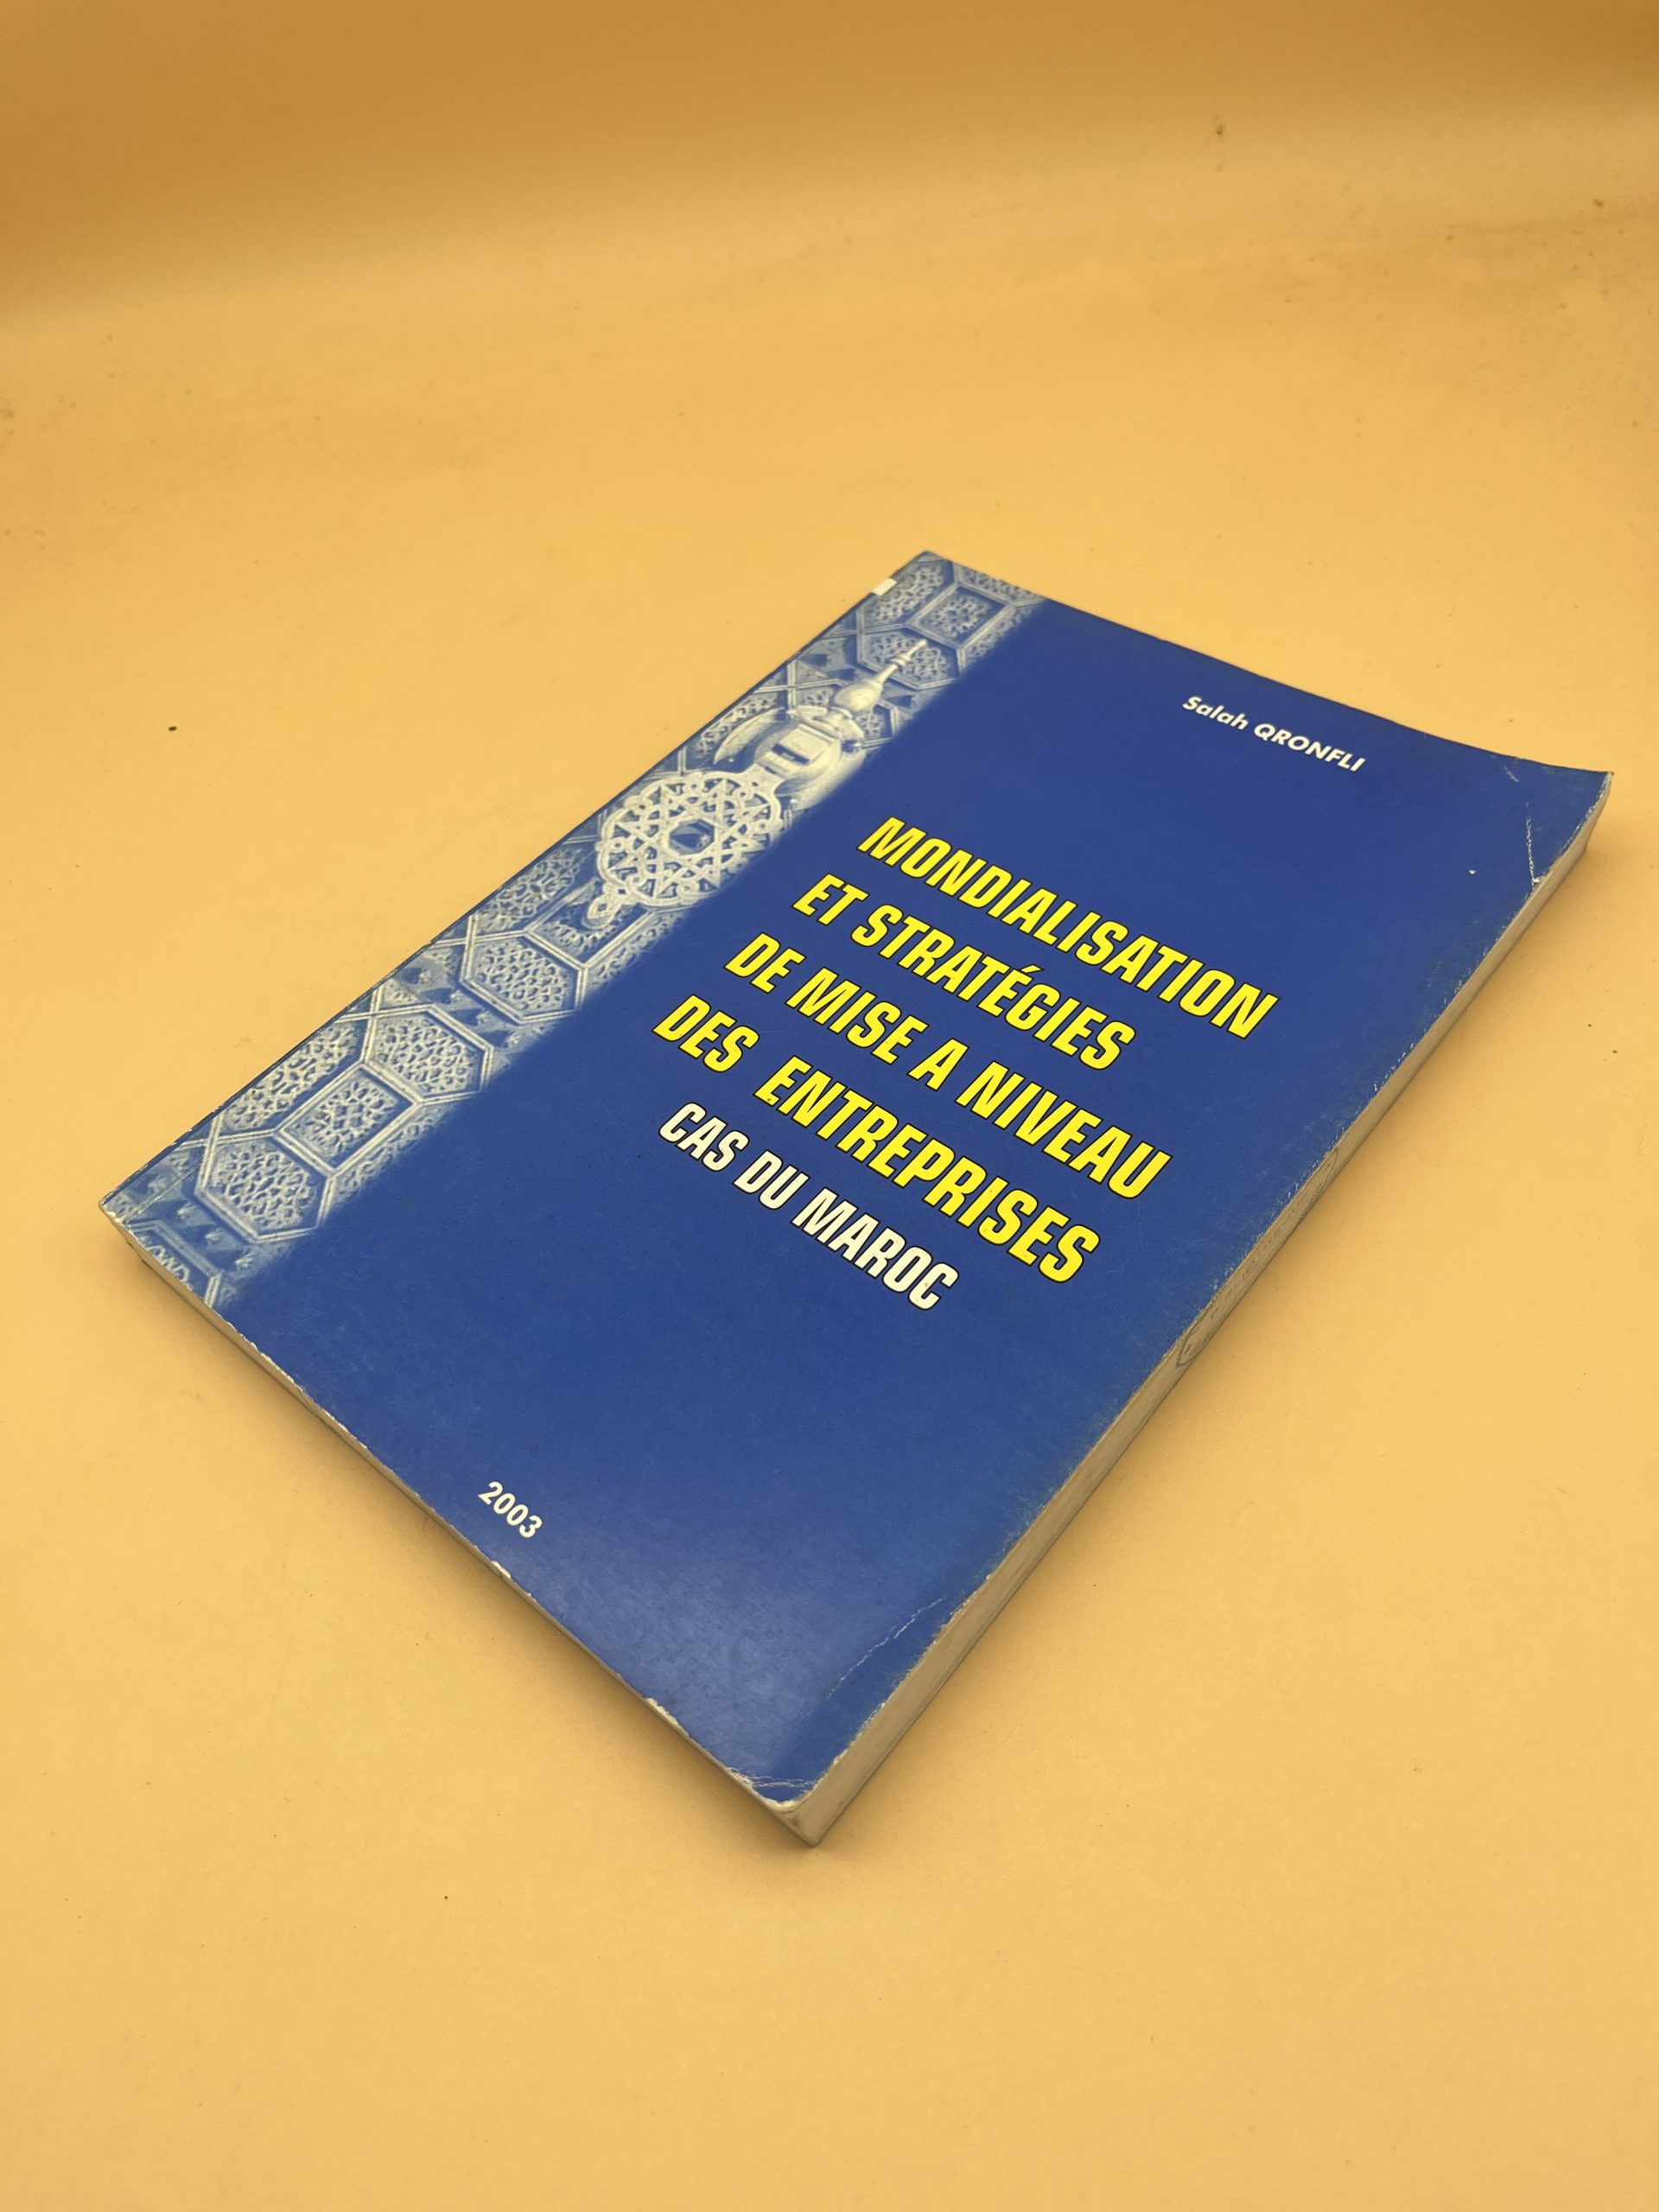 Salah QRONFLI
MONDIALISATION
ET STRATÉGIES
DE MISE A NIVEAU
DES ENTREPRISES
CAS DU MAROC
2003